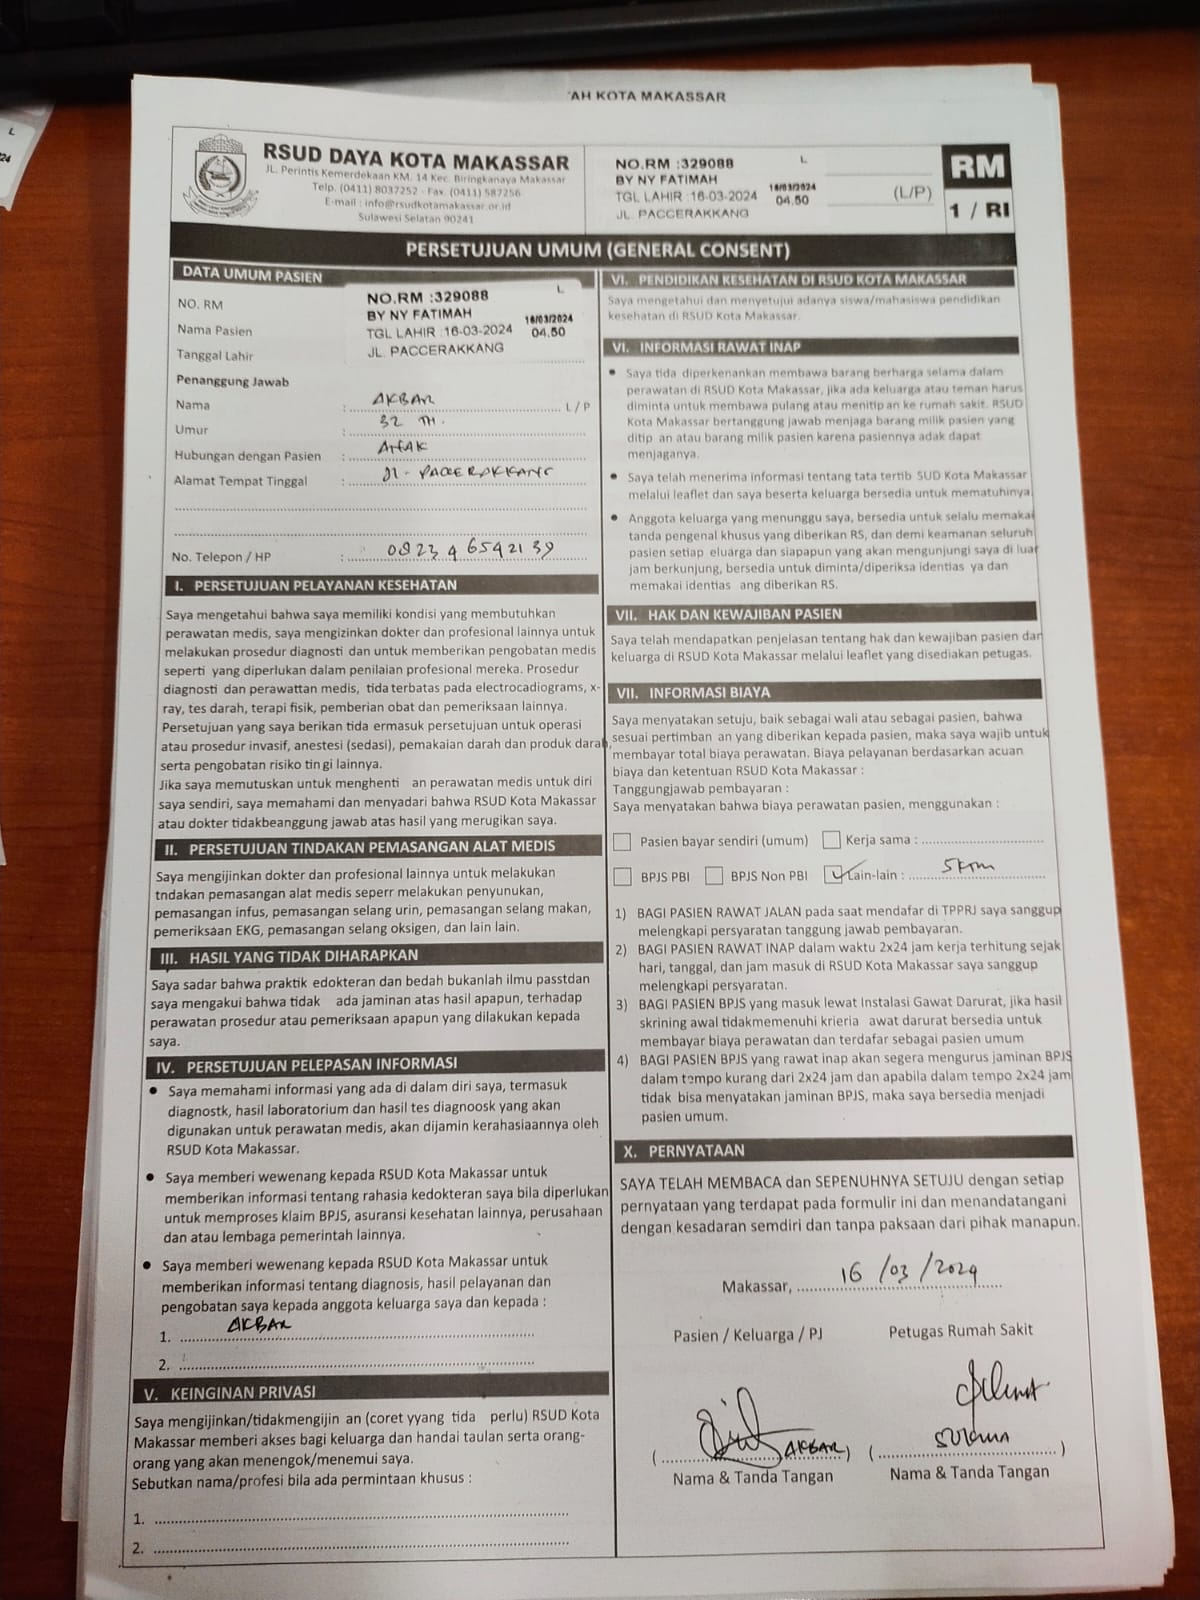 AH KOTA MAKASSAR
L
24
RSUD DAYA KOTA MAKASSAR
JL. Perintis Kemerdekaan KM. 14 Kec. Biringkanaya Makassar
Telp. (0411) 8037252 - Fax. (0411) 587256
E-mail : info@rsudkotamakassar.or.id
Sulawesi Selatan 90241
NO.RM :329088 L
BY NY FATIMAH
TGL LAHIR :16-03-2024 16/03/2024 04.50
JL. PACCERAKKANG
(L/P)
RM
1 / RI
PERSETUJUAN UMUM (GENERAL CONSENT)
DATA UMUM PASIEN
NO. RM
Nama Pasien
Tanggal Lahir
NO.RM :329088 L
BY NY FATIMAH
TGL LAHIR :16-03-2024 16/03/2024 04.50
JL. PACCERAKKANG
Penanggung Jawab
Nama : AKBAR L / P
Umur : 32 TH.
Hubungan dengan Pasien : AYAK
Alamat Tempat Tinggal : Jl. PACCERAKKANG
No. Telepon / HP : 082346542139
I. PERSETUJUAN PELAYANAN KESEHATAN
Saya mengetahui bahwa saya memiliki kondisi yang membutuhkan
perawatan medis, saya mengizinkan dokter dan profesional lainnya untuk
melakukan prosedur diagnosti dan untuk memberikan pengobatan medis
seperti yang diperlukan dalam penilaian profesional mereka. Prosedur
diagnosti dan perawattan medis, tida terbatas pada electrocadiograms, x-
ray, tes darah, terapi fisik, pemberian obat dan pemeriksaan lainnya.
Persetujuan yang saya berikan tida ermasuk persetujuan untuk operasi
atau prosedur invasif, anestesi (sedasi), pemakaian darah dan produk darah,
serta pengobatan risiko tin gi lainnya.
Jika saya memutuskan untuk menghenti an perawatan medis untuk diri
saya sendiri, saya memahami dan menyadari bahwa RSUD Kota Makassar
atau dokter tidakbeanggung jawab atas hasil yang merugikan saya.
II. PERSETUJUAN TINDAKAN PEMASANGAN ALAT MEDIS
Saya mengijinkan dokter dan profesional lainnya untuk melakukan
tndakan pemasangan alat medis seperr melakukan penyunukan,
pemasangan infus, pemasangan selang urin, pemasangan selang makan,
pemeriksaan EKG, pemasangan selang oksigen, dan lain lain.
III. HASIL YANG TIDAK DIHARAPKAN
Saya sadar bahwa praktik edokteran dan bedah bukanlah ilmu passtdan
saya mengakui bahwa tidak ada jaminan atas hasil apapun, terhadap
perawatan prosedur atau pemeriksaan apapun yang dilakukan kepada
saya.
IV. PERSETUJUAN PELEPASAN INFORMASI
• Saya memahami informasi yang ada di dalam diri saya, termasuk
diagnostk, hasil laboratorium dan hasil tes diagnoosk yang akan
digunakan untuk perawatan medis, akan dijamin kerahasiaannya oleh
RSUD Kota Makassar.
• Saya memberi wewenang kepada RSUD Kota Makassar untuk
memberikan informasi tentang rahasia kedokteran saya bila diperlukan
untuk memproses klaim BPJS, asuransi kesehatan lainnya, perusahaan
dan atau lembaga pemerintah lainnya.
• Saya memberi wewenang kepada RSUD Kota Makassar untuk
memberikan informasi tentang diagnosis, hasil pelayanan dan
pengobatan saya kepada anggota keluarga saya dan kepada :
1. AKBAR
2.
V. KEINGINAN PRIVASI
Saya mengijinkan/tidakmengijin an (coret yyang tida perlu) RSUD Kota
Makassar memberi akses bagi keluarga dan handai taulan serta orang-
orang yang akan menengok/menemui saya.
Sebutkan nama/profesi bila ada permintaan khusus :
1.
2.
VI. PENDIDIKAN KESEHATAN DI RSUD KOTA MAKASSAR
Saya mengetahui dan menyetujui adanya siswa/mahasiswa pendidikan
kesehatan di RSUD Kota Makassar.
VI. INFORMASI RAWAT INAP
• Saya tida diperkenankan membawa barang berharga selama dalam
perawatan di RSUD Kota Makassar, jika ada keluarga atau teman harus
diminta untuk membawa pulang atau menitip an ke rumah sakit. RSUD
Kota Makassar bertanggung jawab menjaga barang milik pasien yang
ditip an atau barang milik pasien karena pasiennya adak dapat
menjaganya.
• Saya telah menerima informasi tentang tata tertib SUD Kota Makassar
melalui leaflet dan saya beserta keluarga bersedia untuk mematuhinya
• Anggota keluarga yang menunggu saya, bersedia untuk selalu memakai
tanda pengenal khusus yang diberikan RS, dan demi keamanan seluruh
pasien setiap eluarga dan siapapun yang akan mengunjungi saya di luar
jam berkunjung, bersedia untuk diminta/diperiksa identias ya dan
memakai identias ang diberikan RS.
VII. HAK DAN KEWAJIBAN PASIEN
Saya telah mendapatkan penjelasan tentang hak dan kewajiban pasien dan
keluarga di RSUD Kota Makassar melalui leaflet yang disediakan petugas.
VII. INFORMASI BIAYA
Saya menyatakan setuju, baik sebagai wali atau sebagai pasien, bahwa
sesuai pertimban an yang diberikan kepada pasien, maka saya wajib untuk
membayar total biaya perawatan. Biaya pelayanan berdasarkan acuan
biaya dan ketentuan RSUD Kota Makassar :
Tanggungjawab pembayaran :
Saya menyatakan bahwa biaya perawatan pasien, menggunakan :
Pasien bayar sendiri (umum) Kerja sama :
BPJS PBI BPJS Non PBI Lain-lain : SKTM
1) BAGI PASIEN RAWAT JALAN pada saat mendafar di TPPRJ saya sanggup
melengkapi persyaratan tanggung jawab pembayaran.
2) BAGI PASIEN RAWAT INAP dalam waktu 2x24 jam kerja terhitung sejak
hari, tanggal, dan jam masuk di RSUD Kota Makassar saya sanggup
melengkapi persyaratan.
3) BAGI PASIEN BPJS yang masuk lewat Instalasi Gawat Darurat, jika hasil
skrining awal tidakmemenuhi krieria awat darurat bersedia untuk
membayar biaya perawatan dan terdafar sebagai pasien umum
4) BAGI PASIEN BPJS yang rawat inap akan segera mengurus jaminan BPJS
dalam tempo kurang dari 2x24 jam dan apabila dalam tempo 2x24 jam
tidak bisa menyatakan jaminan BPJS, maka saya bersedia menjadi
pasien umum.
X. PERNYATAAN
SAYA TELAH MEMBACA dan SEPENUHNYA SETUJU dengan setiap
pernyataan yang terdapat pada formulir ini dan menandatangani
dengan kesadaran semdiri dan tanpa paksaan dari pihak manapun.
Makassar, 16 /03 /2024
Pasien / Keluarga / PJ Petugas Rumah Sakit
( AKBAR ) ( )
Nama & Tanda Tangan Nama & Tanda Tangan